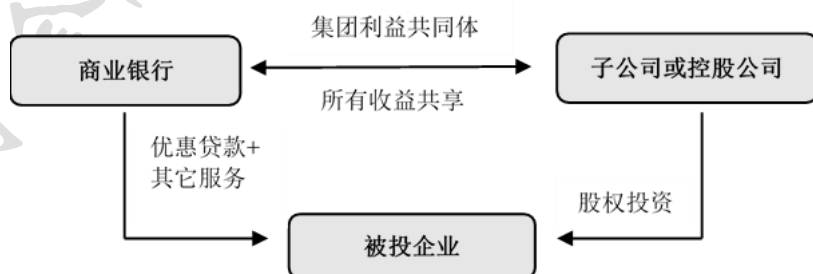 集团利益共同体
商业银行
子公司或控股公司
所有收益共享
优惠贷款+
其它服务
股权投资
被投企业